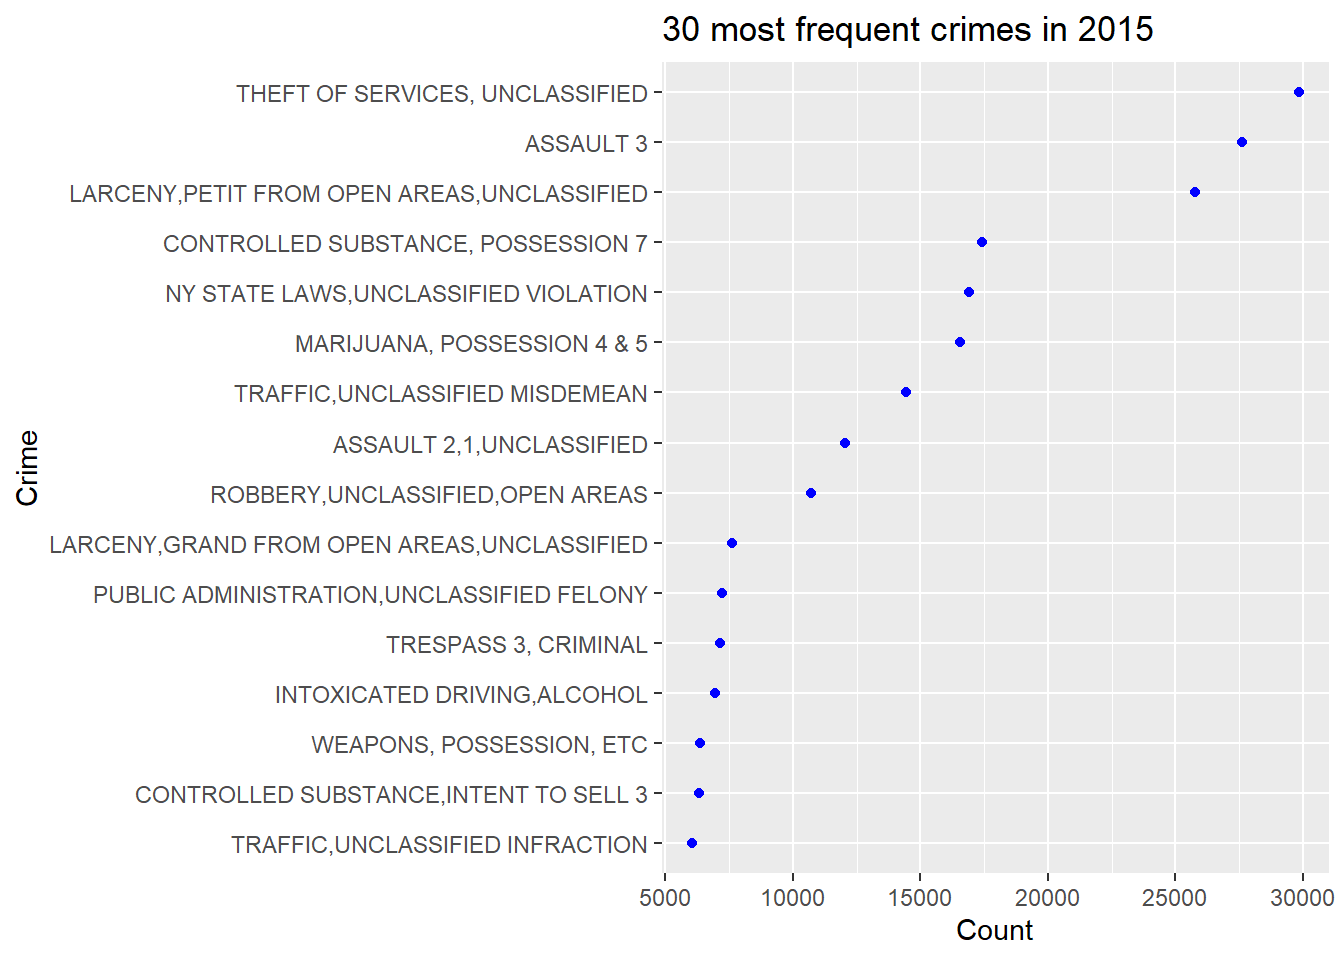 30 most frequent crimes in 2015
THEFT OF SERVICES, UNCLASSIFIED
ASSAULT 3
LARCENY,PETIT FROM OPEN AREAS,UNCLASSIFIED
CONTROLLED SUBSTANCE, POSSESSION 7
NY STATE LAWS,UNCLASSIFIED VIOLATION
MARIJUANA, POSSESSION 4 & 5
TRAFFIC,UNCLASSIFIED MISDEMEAN
ASSAULT 2,1,UNCLASSIFIED
ROBBERY,UNCLASSIFIED,OPEN AREAS
LARCENY,GRAND FROM OPEN AREAS,UNCLASSIFIED
PUBLIC ADMINISTRATION,UNCLASSIFIED FELONY
TRESPASS 3, CRIMINAL
INTOXICATED DRIVING,ALCOHOL
WEAPONS, POSSESSION, ETC
CONTROLLED SUBSTANCE,INTENT TO SELL 3
TRAFFIC,UNCLASSIFIED INFRACTION
Crime
5000 10000 15000 20000 25000 30000
Count